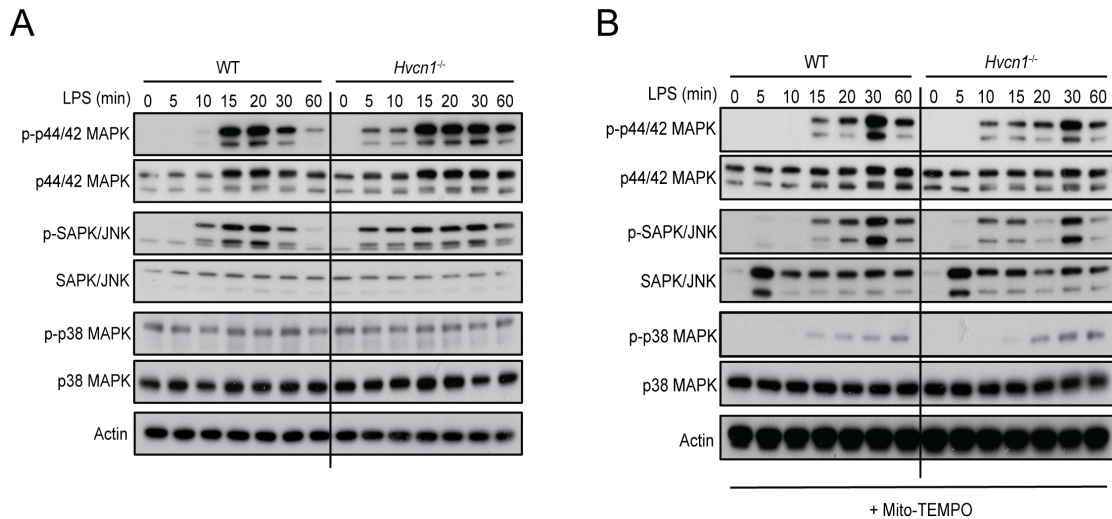 A
WT Hvcn1-/-
LPS (min) 0 5 10 15 20 30 60 0 5 10 15 20 30 60
p-p44/42 MAPK
p44/42 MAPK
p-SAPK/JNK
SAPK/JNK
p-p38 MAPK
p38 MAPK
Actin
B
WT Hvcn1-/-
LPS (min) 0 5 10 15 20 30 60 0 5 10 15 20 30 60
p-p44/42 MAPK
p44/42 MAPK
p-SAPK/JNK
SAPK/JNK
p-p38 MAPK
p38 MAPK
Actin
+ Mito-TEMPO